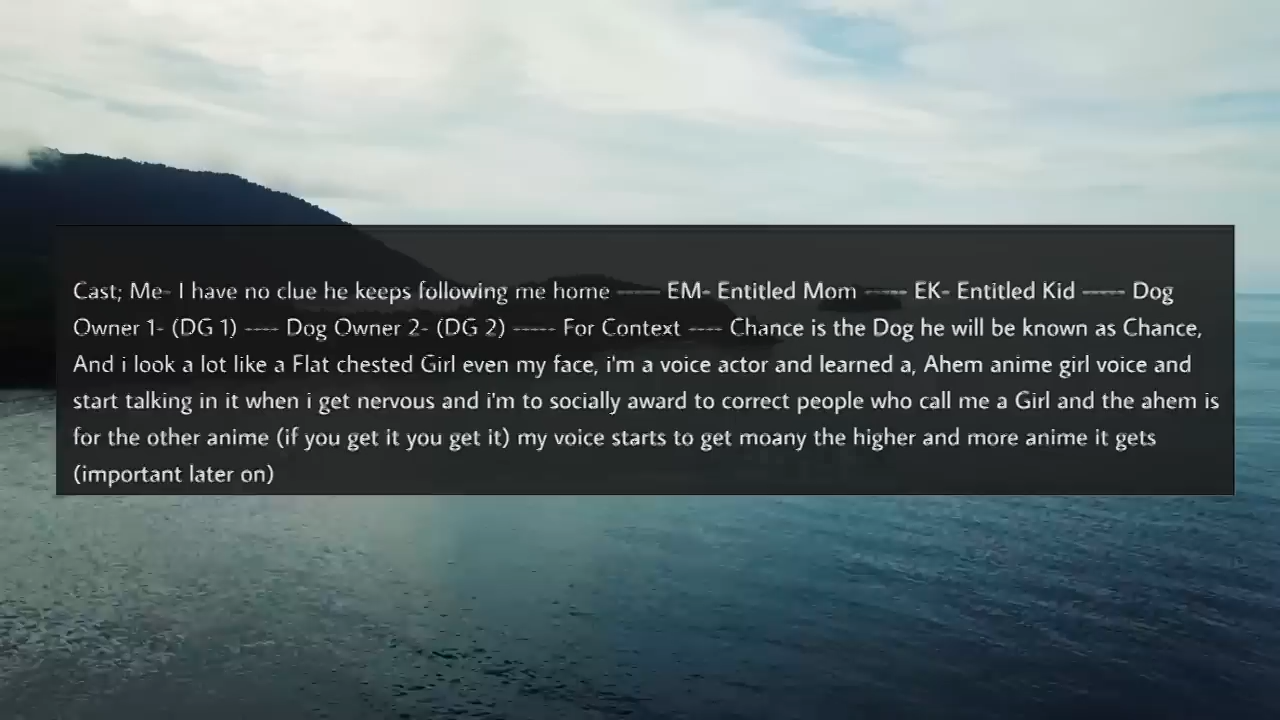 Cast; Me- I have no clue he keeps following me home ----- EM- Entitled Mom ----- EK- Entitled Kid ----- Dog
Owner 1- (DG 1) ---- Dog Owner 2- (DG 2) ----- For Context ---- Chance is the Dog he will be known as Chance,
And i look a lot like a Flat chested Girl even my face, i'm a voice actor and learned a, Ahem anime girl voice and
start talking in it when i get nervous and i'm to socially award to correct people who call me a Girl and the ahem is
for the other anime (if you get it you get it) my voice starts to get moany the higher and more anime it gets
(important later on)